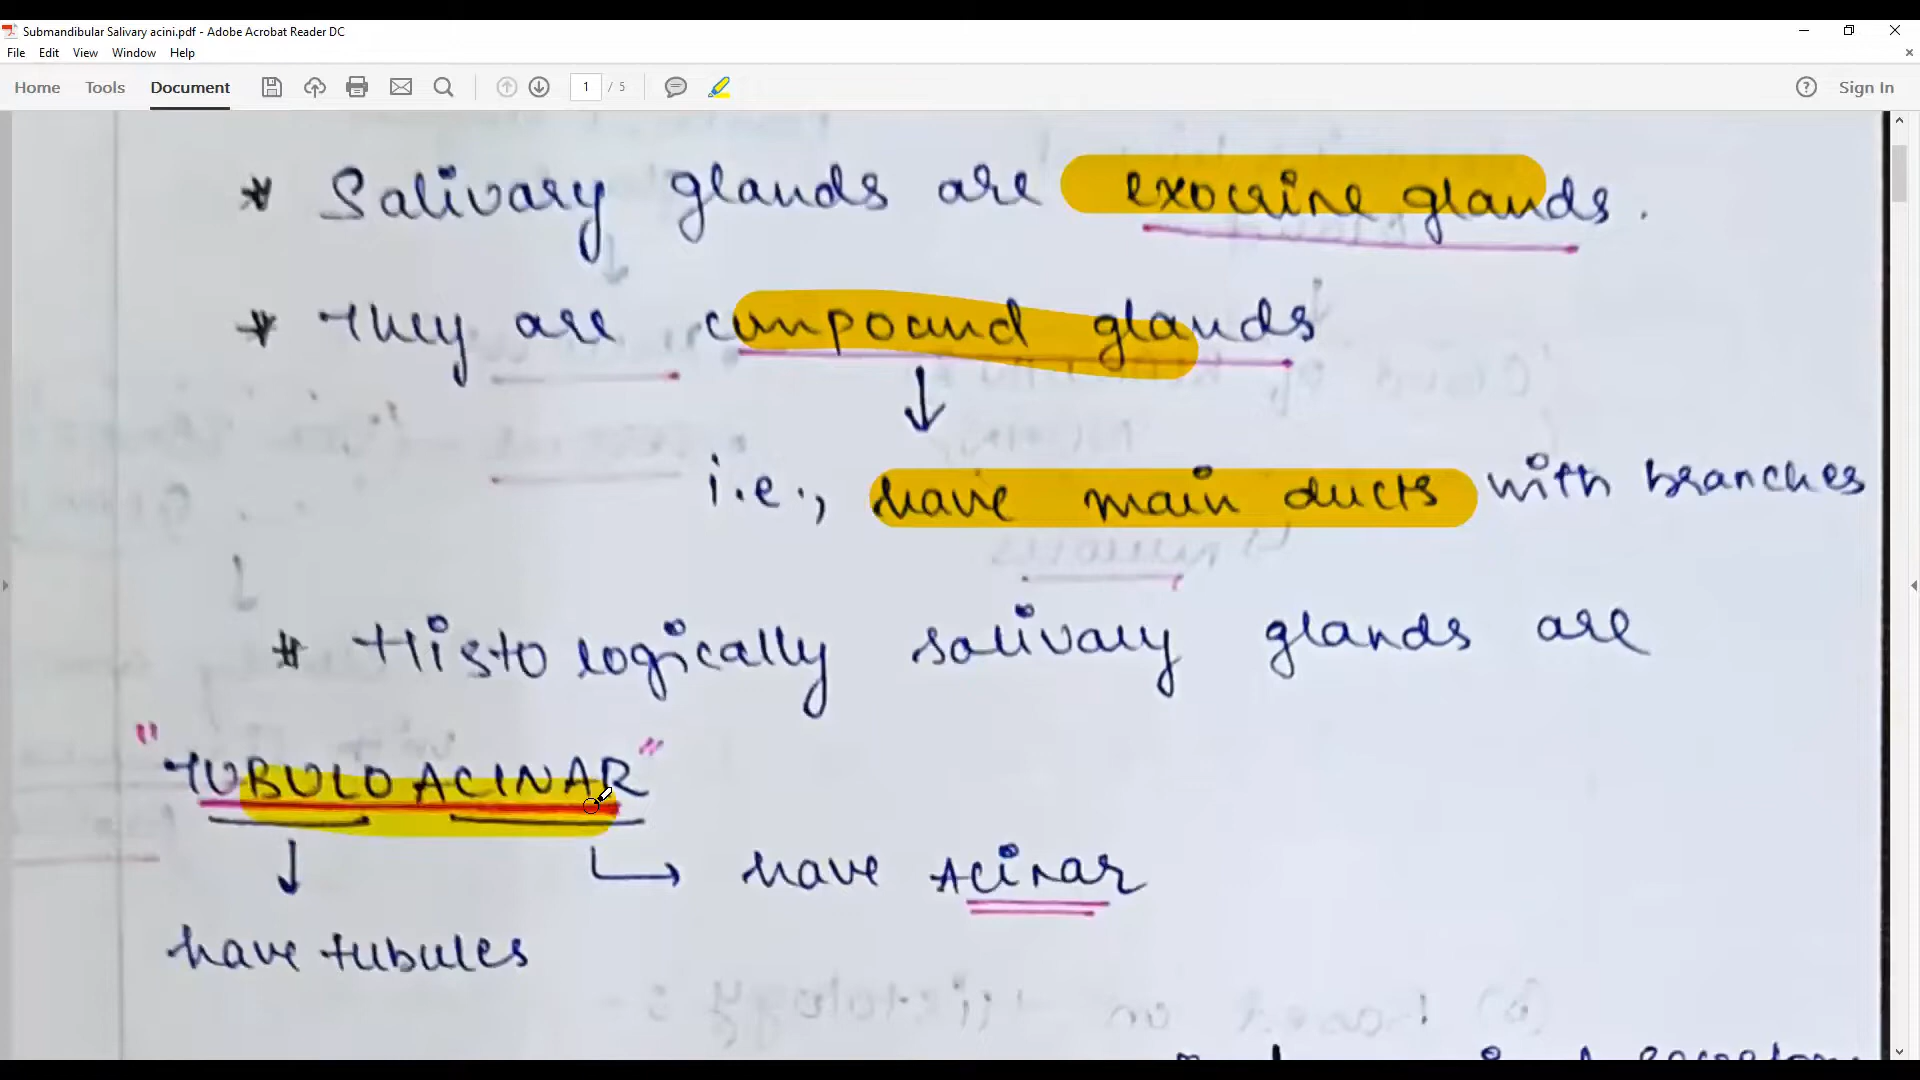 Submandibular Salivary acini.pdf - Adobe Acrobat Reader DC
File Edit View Window Help
Home Tools Document 1 / 5 Sign In
* Salivary glands are exocrine glands.
* They are compound glands
↓
i.e., have main ducts with branches
* Histologically salivary glands are
"TUBULO ACINAR"
↓ → have Acinar
have tubules